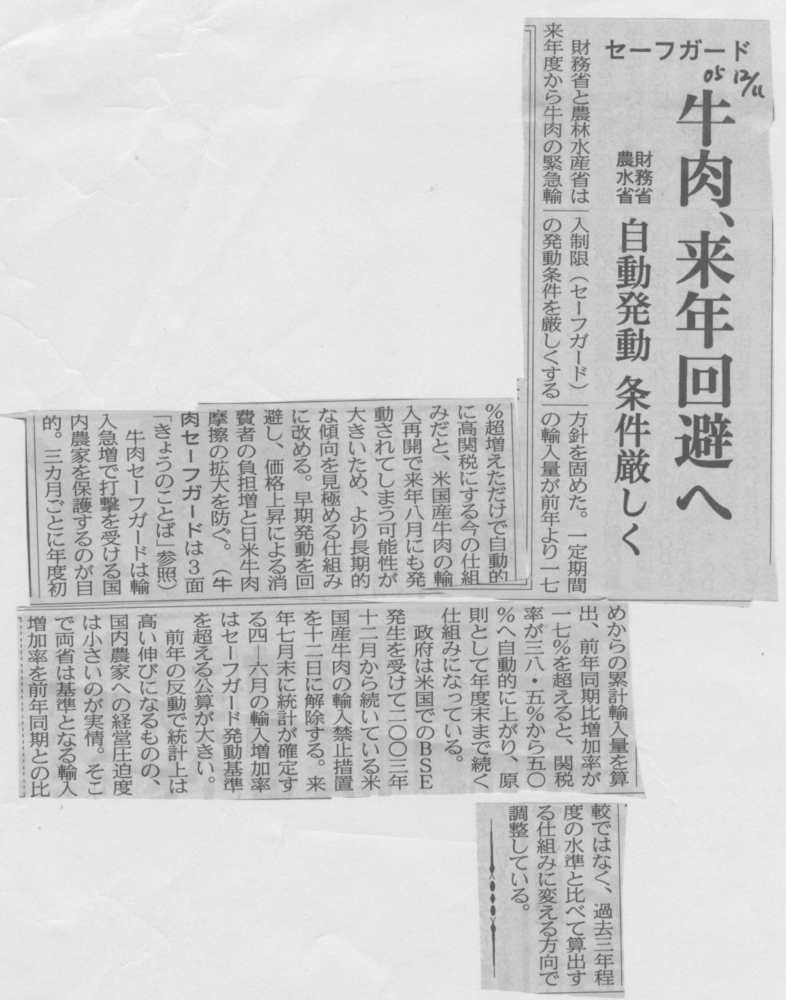 セーフガード
05 12/11
牛肉、来年回避へ
財務省
農水省
自動発動 条件厳しく
財務省と農林水産省は
来年度から牛肉の緊急輸
入制限(セーフガード)
の発動条件を厳しくする
方針を固めた。一定期間
の輸入量が前年より一七
%超増えただけで自動的
に高関税にする今の仕組
みだと、米国産牛肉の輸
入再開で来年八月にも発
動されてしまう可能性が
大きいため、より長期的
な傾向を見極める仕組み
に改める。早期発動を回
避し、価格上昇による消
費者の負担増と日米牛肉
摩擦の拡大を防ぐ。(牛
肉セーフガードは3面
「きょうのことば」参照)
牛肉セーフガードは輸
入急増で打撃を受ける国
内農家を保護するのが目
的。三カ月ごとに年度初
めからの累計輸入量を算
出、前年同期比増加率が
一七%を超えると、関税
率が三八・五%から五〇
%へ自動的に上がり、原
則として年度末まで続く
仕組みになっている。
政府は米国でのBSE
発生を受けて二〇〇三年
十二月から続いている米
国産牛肉の輸入禁止措置
を十二日に解除する。来
年七月末に統計が確定す
る四―六月の輸入増加率
はセーフガード発動基準
を超える公算が大きい。
前年の反動で統計上は
高い伸びになるものの、
国内農家への経営圧迫度
は小さいのが実情。そこ
で両省は基準となる輸入
増加率を前年同期との比
較ではなく、過去三年程
度の水準と比べて算出す
る仕組みに変える方向で
調整している。